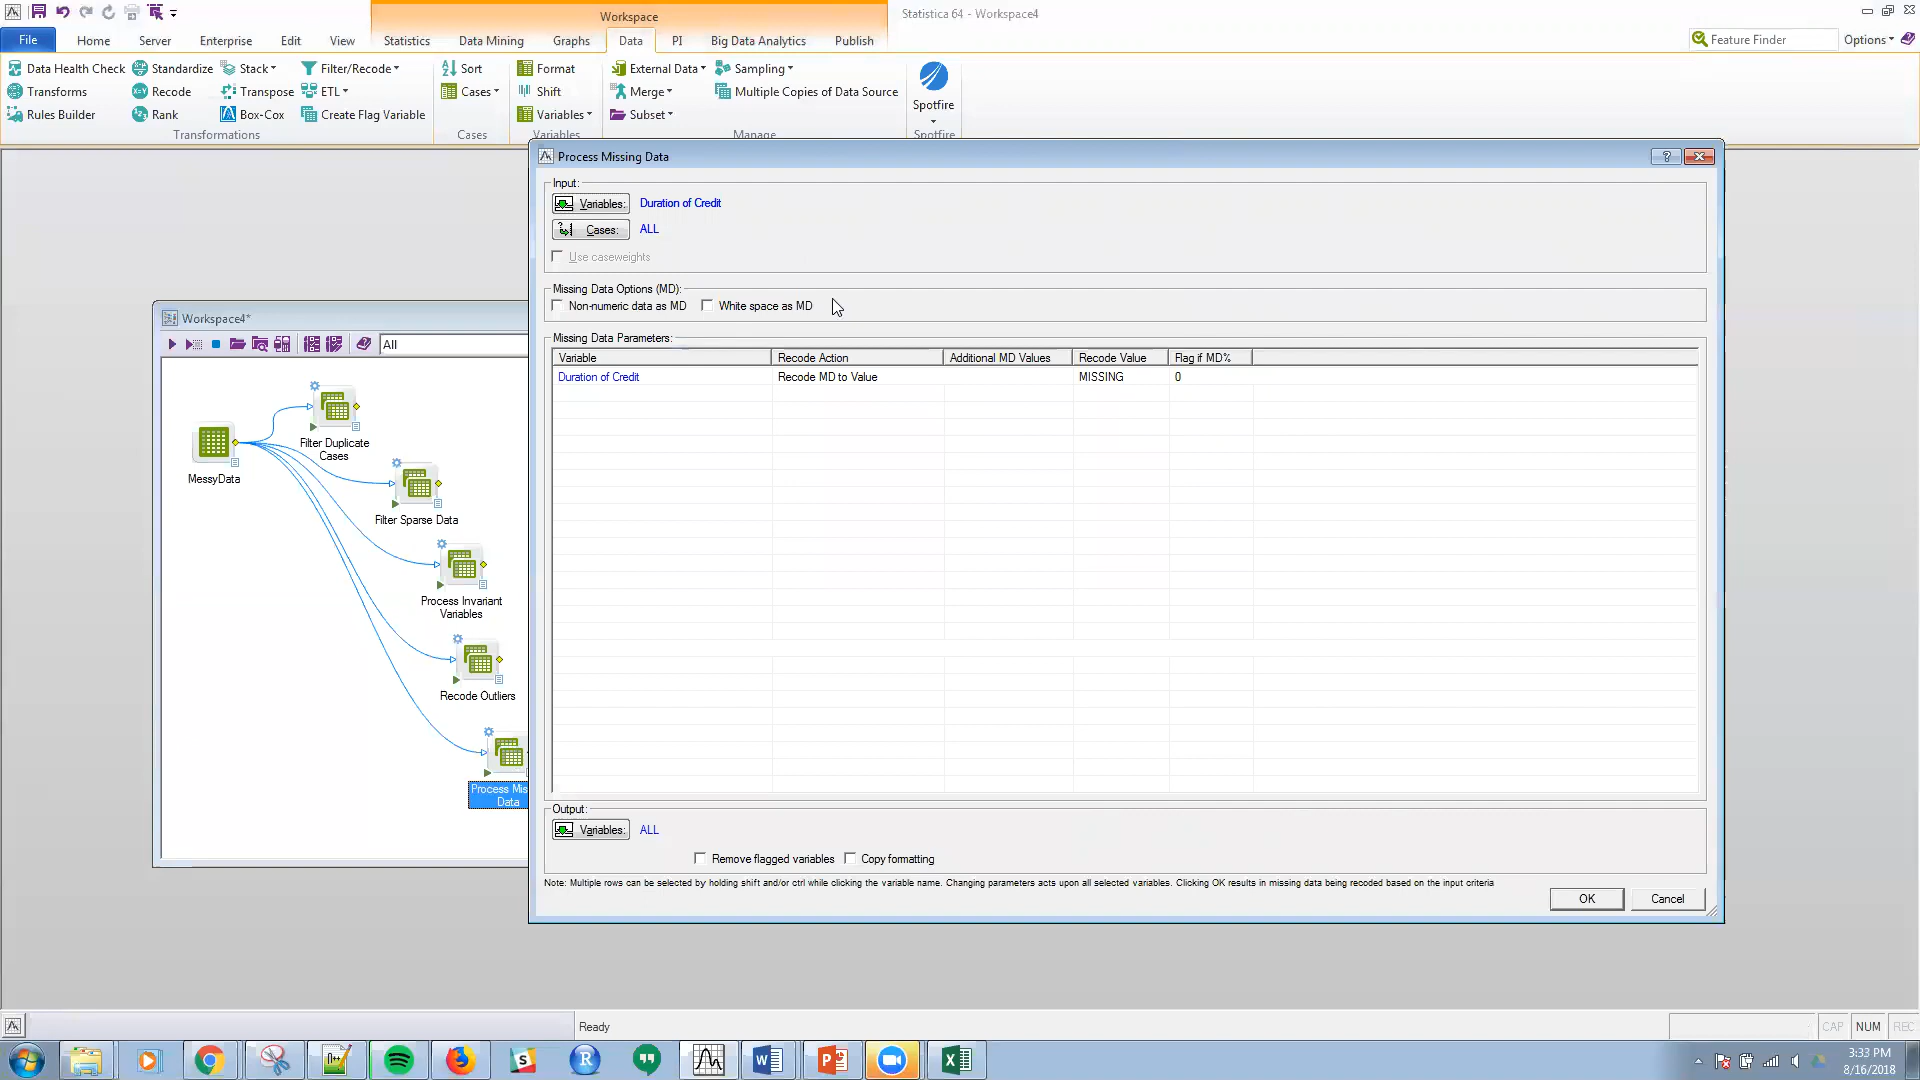 Workspace
Statistica 64 - Workspace4
File
Home
Server
Enterprise
Edit
View
Statistics
Data Mining
Graphs
Data
PI
Big Data Analytics
Publish
Feature Finder
Options
Data Health Check
Standardize
Stack
Filter/Recode
Sort
Format
External Data
Sampling
Transforms
Recode
Transpose
ETL
Cases
Shift
Merge
Multiple Copies of Data Source
Rules Builder
Rank
Box-Cox
Create Flag Variable
Variables
Subset
Spotfire
Transformations
Cases
Variables
Manage
Spotfire
Process Missing Data
Input:
Variables:
Duration of Credit
Cases:
ALL
Use caseweights
Missing Data Options (MD):
Non-numeric data as MD
White space as MD
Missing Data Parameters:
Variable
Recode Action
Additional MD Values
Recode Value
Flag if MD%
Duration of Credit
Recode MD to Value
MISSING
0
Output:
Variables:
ALL
Remove flagged variables
Copy formatting
Note: Multiple rows can be selected by holding shift and/or ctrl while clicking the variable name. Changing parameters acts upon all selected variables. Clicking OK results in missing data being recoded based on the input criteria
OK
Cancel
Workspace4*
All
MessyData
Filter Duplicate
Cases
Filter Sparse Data
Process Invariant
Variables
Recode Outliers
Process Mis
Data
Ready
CAP
NUM
REC
3:33 PM
8/16/2018